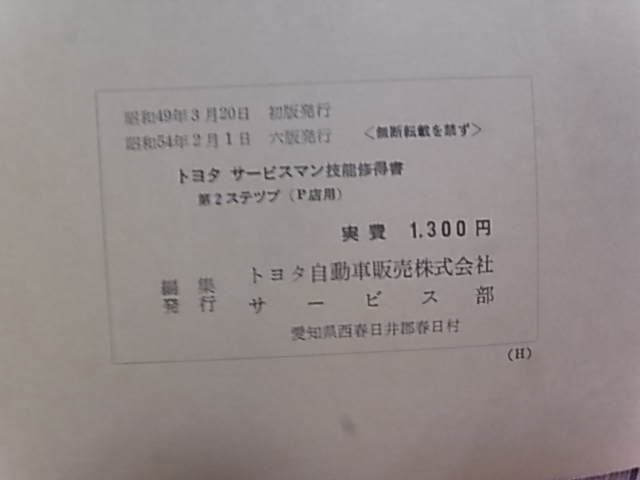 昭和49年3月20日 初版発行
昭和54年2月1日 六版発行 <無断転載を禁ず>
トヨタ サービスマン技能修得書
第2ステップ (P店用)
実費 1,300円
編集 トヨタ自動車販売株式会社
発行 サービス部
愛知県西春日井郡春日村
(H)